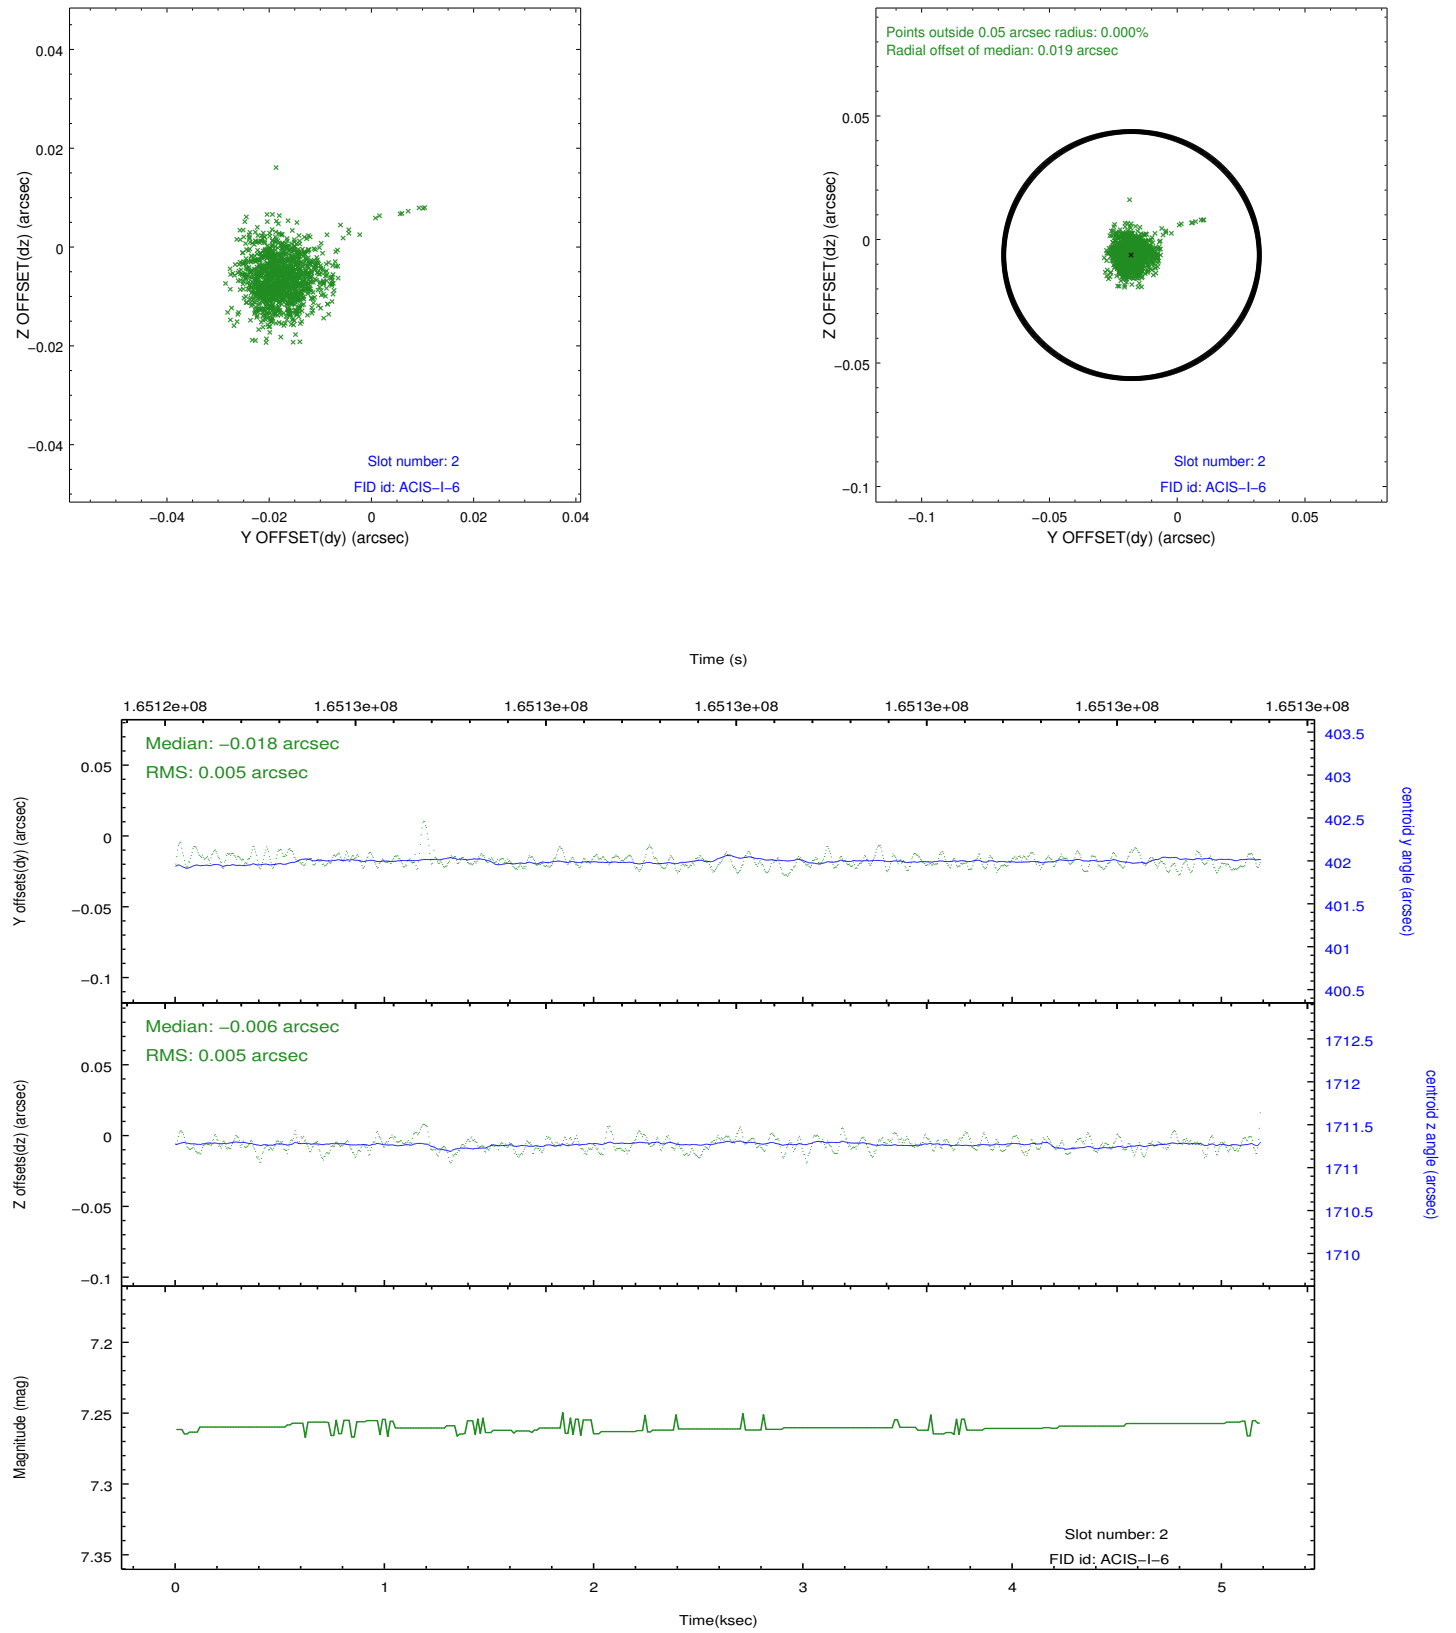 0.04
0.02
0
−0.02
−0.04
Z OFFSET(dz) (arcsec)
−0.04
−0.02
0
0.02
0.04
Y OFFSET(dy) (arcsec)
Slot number: 2
FID id: ACIS−I−6
Points outside 0.05 arcsec radius: 0.000%
Radial offset of median: 0.019 arcsec
0.05
0
−0.05
−0.1
Z OFFSET(dz) (arcsec)
Slot number: 2
FID id: ACIS−I−6
−0.1
−0.05
0
0.05
Y OFFSET(dy) (arcsec)
Time (s)
1.6512e+08
1.6513e+08
1.6513e+08
1.6513e+08
1.6513e+08
1.6513e+08
1.6513e+08
Median: −0.018 arcsec
RMS: 0.005 arcsec
0.05
0
−0.05
−0.1
Y offsets(dy) (arcsec)
403.5
403
402.5
402
401.5
401
400.5
centroid y angle (arcsec)
Median: −0.006 arcsec
RMS: 0.005 arcsec
0.05
0
−0.05
−0.1
Z offsets(dz) (arcsec)
1712.5
1712
1711.5
1711
1710.5
1710
centroid z angle (arcsec)
7.2
7.25
7.3
7.35
Magnitude (mag)
Slot number: 2
FID id: ACIS−I−6
0
1
2
3
4
5
Time(ksec)